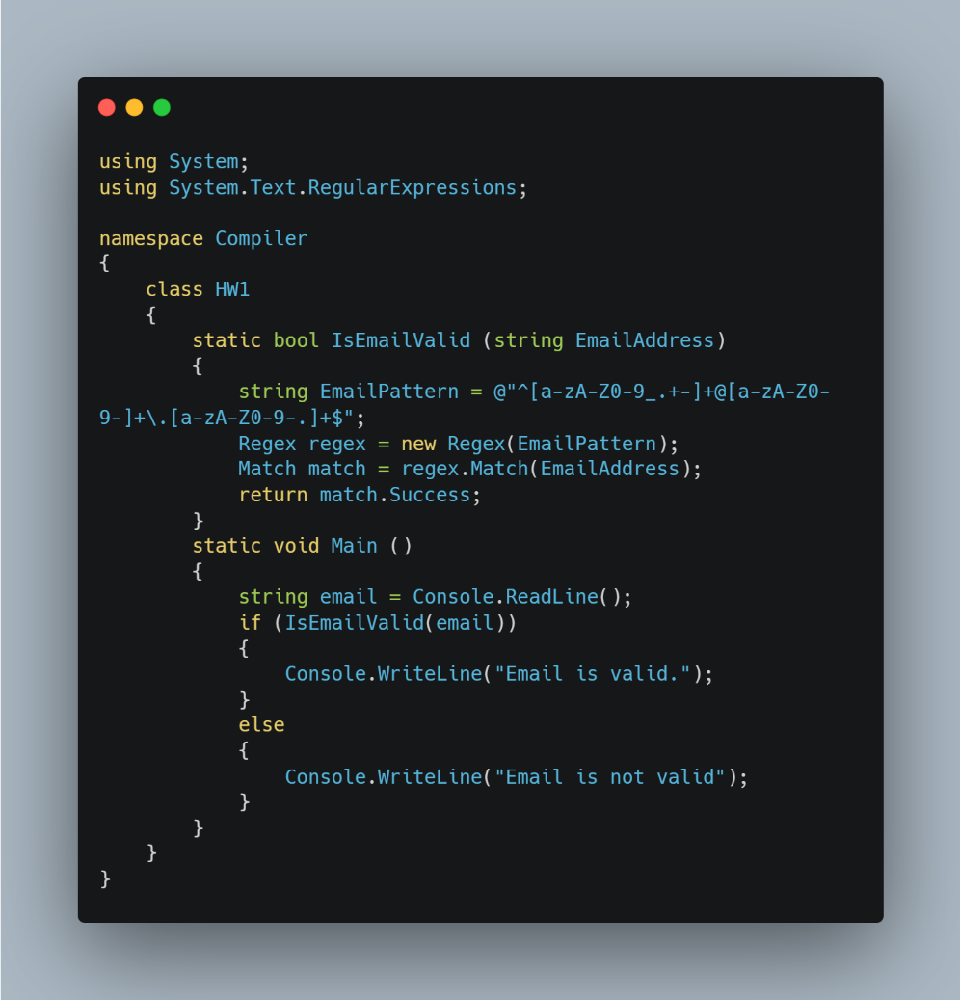 using System;
using System.Text.RegularExpressions;

namespace Compiler
{
    class HW1
    {
        static bool IsEmailValid (string EmailAddress)
        {
            string EmailPattern = @"^[a-zA-Z0-9_.+-]+@[a-zA-Z0-
9-]+\.[a-zA-Z0-9-.]+$";
            Regex regex = new Regex(EmailPattern);
            Match match = regex.Match(EmailAddress);
            return match.Success;
        }
        static void Main ()
        {
            string email = Console.ReadLine();
            if (IsEmailValid(email))
            {
                Console.WriteLine("Email is valid.");
            }
            else
            {
                Console.WriteLine("Email is not valid");
            }
        }
    }
}